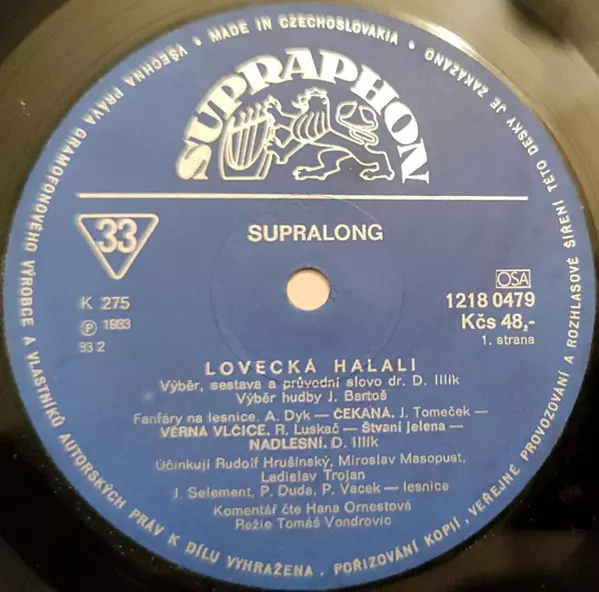 • MADE IN CZECHOSLOVAKIA •
VŠECHNA PRÁVA GRAMOFONOVÉHO VÝROBCE A VLASTNÍKŮ AUTORSKÝCH PRÁV K DÍLU VYHRAŽENA. POŘIZOVÁNÍ KOPIÍ, VEŘEJNÉ PROVOZOVÁNÍ A ROZHLASOVÉ ŠÍŘENÍ TÉTO DESKY JE ZAKÁZÁNO
SUPRAPHON
33
SUPRALONG
K 275
Ⓟ 1933
33 2
OSA
1218 0479
Kčs 48,-
1. strana
LOVECKÁ HALALI
Výběr, sestava a průvodní slovo dr. D. Illík
Výběr hudby J. Bartoš
Fanfáry na lesnice. A. Dyk — ČEKANÁ. J. Tomeček —
VĚRNÁ VLČICE. R. Luskač — Štvaní jelena —
NADLESNÍ. D. Illík
Účinkují Rudolf Hrušínský, Miroslav Masopust,
Ladislav Trojan
J. Selement, P. Duda, P. Vacek — lesnice
Komentář čte Hana Ornestová
Režie Tomáš Vondrovic